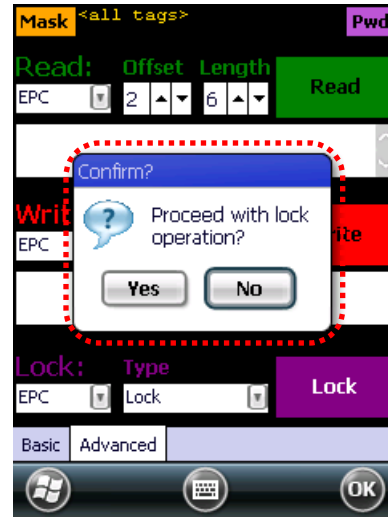 Mask <all tags> Pwd
Read: Offset Length
EPC 2 6 Read
Confirm?
Proceed with lock
operation?
Yes No
EPC
Lock: Type
EPC Lock Lock
Basic Advanced
OK